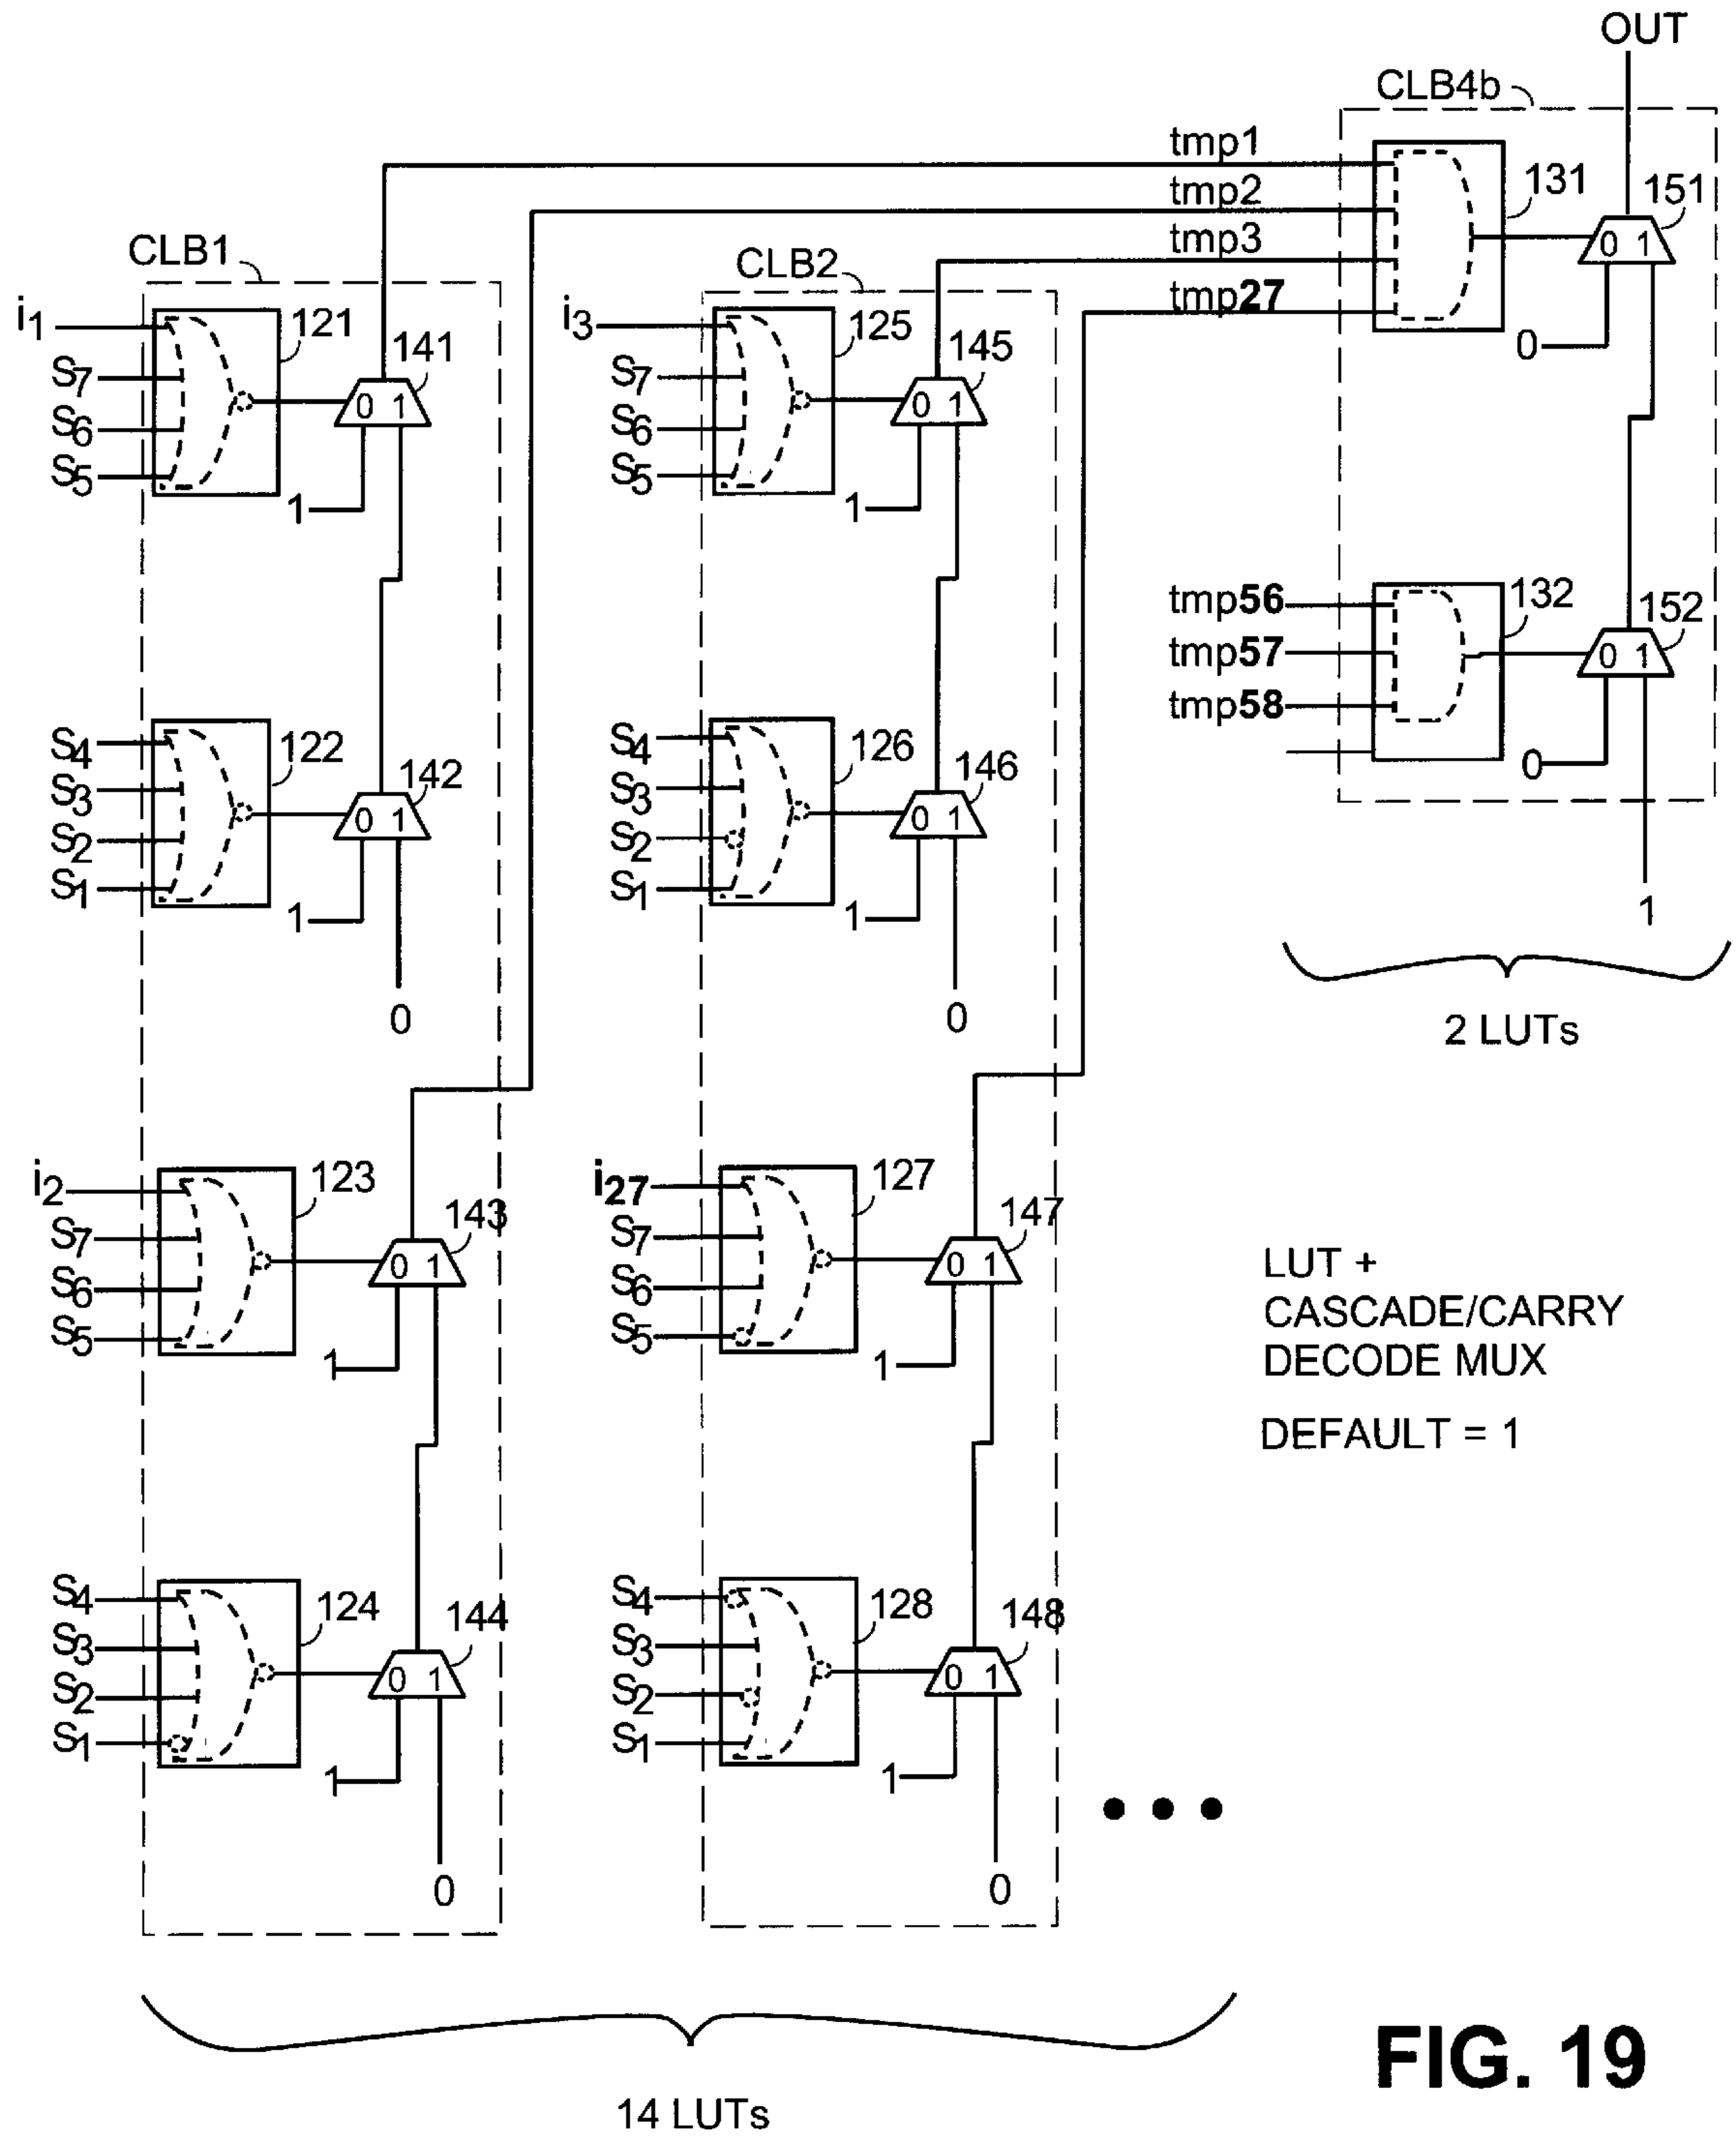 OUT
CLB4b
tmp1
tmp2
tmp3
tmp27
131
151
0 1
0
tmp56
tmp57
tmp58
132
152
0 1
0
1
2 LUTs
CLB1
i1
S7
S6
S5
121
141
0 1
1
S4
S3
S2
S1
122
142
0 1
1
0
i2
S7
S6
S5
123
143
0 1
1
S4
S3
S2
S1
124
144
0 1
1
0
CLB2
i3
S7
S6
S5
125
145
0 1
1
S4
S3
S2
S1
126
146
0 1
1
0
i27
S7
S6
S5
127
147
0 1
1
S4
S3
S2
S1
128
148
0 1
1
0
LUT +
CASCADE/CARRY
DECODE MUX
DEFAULT = 1
14 LUTs
FIG. 19